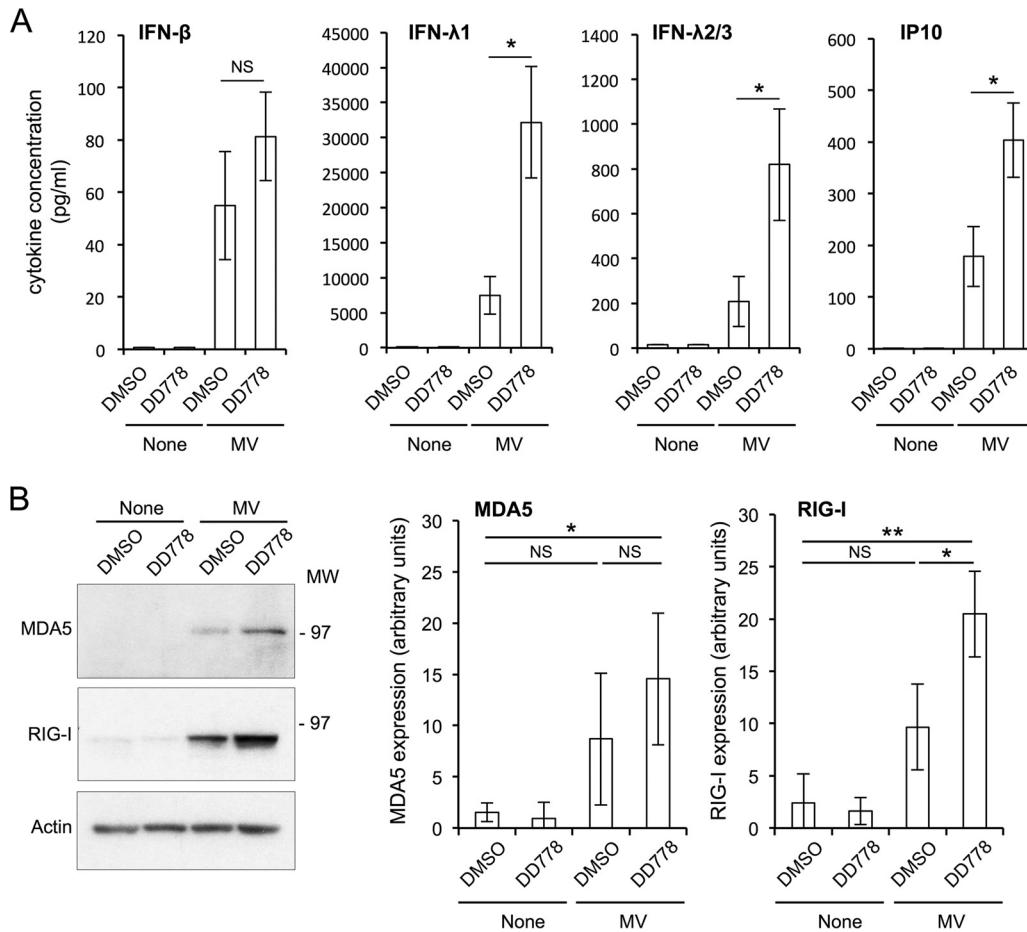 A
IFN-β
IFN-λ1
IFN-λ2/3
IP10
cytokine concentration
(pg/ml)
120
100
80
60
40
20
0
NS
DMSO
DD778
DMSO
DD778
None
MV
45000
40000
35000
30000
25000
20000
15000
10000
5000
0
*
DMSO
DD778
DMSO
DD778
None
MV
1400
1200
1000
800
600
400
200
0
*
DMSO
DD778
DMSO
DD778
None
MV
600
500
400
300
200
100
0
*
DMSO
DD778
DMSO
DD778
None
MV
B
None
MV
DMSO
DD778
DMSO
DD778
MW
MDA5
- 97
- 97
RIG-I
Actin
MDA5
MDA5 expression (arbitrary units)
30
25
20
15
10
5
0
*
NS
NS
DMSO
DD778
DMSO
DD778
None
MV
RIG-I
RIG-I expression (arbitrary units)
30
25
20
15
10
5
0
**
NS
*
DMSO
DD778
DMSO
DD778
None
MV